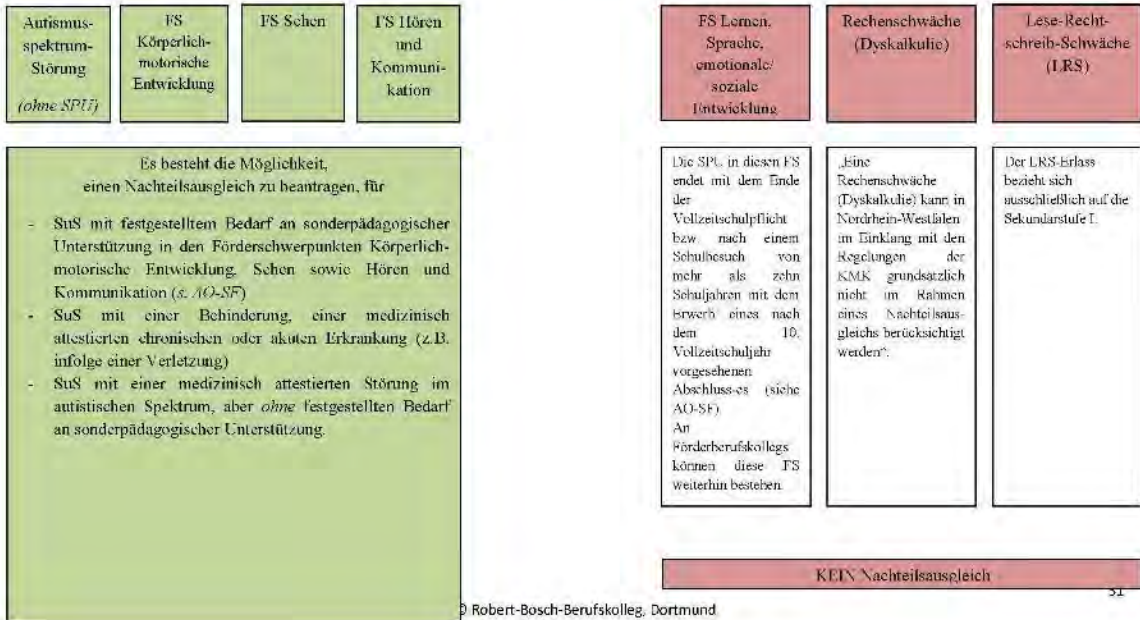 Autismus-
spektrum-
Störung
(ohne SPU)
FS
Körperlich-
motorische
Entwicklung
FS Sehen
FS Hören
und
Kommuni-
kation
Es besteht die Möglichkeit,
einen Nachteilsausgleich zu beantragen, für
- SuS mit festgestelltem Bedarf an sonderpädagogischer
Unterstützung in den Förderschwerpunkten Körperlich-
motorische Entwicklung, Sehen sowie Hören und
Kommunikation (s. AO-SF)
- SuS mit einer Behinderung, einer medizinisch
attestierten chronischen oder akuten Erkrankung (z.B.
infolge einer Verletzung)
- SuS mit einer medizinisch attestierten Störung im
autistischen Spektrum, aber ohne festgestellten Bedarf
an sonderpädagogischer Unterstützung.
FS Lernen,
Sprache,
emotionale/
soziale
Entwicklung
Rechenschwäche
(Dyskalkulie)
Lese-Recht-
schreib-Schwäche
(LRS)
Die SPU in diesen FS
endet mit dem Ende
der
Vollzeitschulpflicht
bzw. nach einem
Schulbesuch von
mehr als zehn
Schuljahren mit dem
Erwerb eines nach
dem 10.
Vollzeitschuljahr
vorgesehenen
Abschluss-es (siehe
AO-SF)
An
Förderberufskollegs
können diese FS
weiterhin bestehen.
„Eine
Rechenschwäche
(Dyskalkulie) kann in
Nordrhein-Westfalen
im Einklang mit den
Regelungen der
KMK grundsätzlich
nicht im Rahmen
eines Nachteilsaus-
gleichs berücksichtigt
werden“.
Der LRS-Erlass
bezieht sich
ausschließlich auf die
Sekundarstufe I.
KEIN Nachteilsausgleich
31
© Robert-Bosch-Berufskolleg, Dortmund